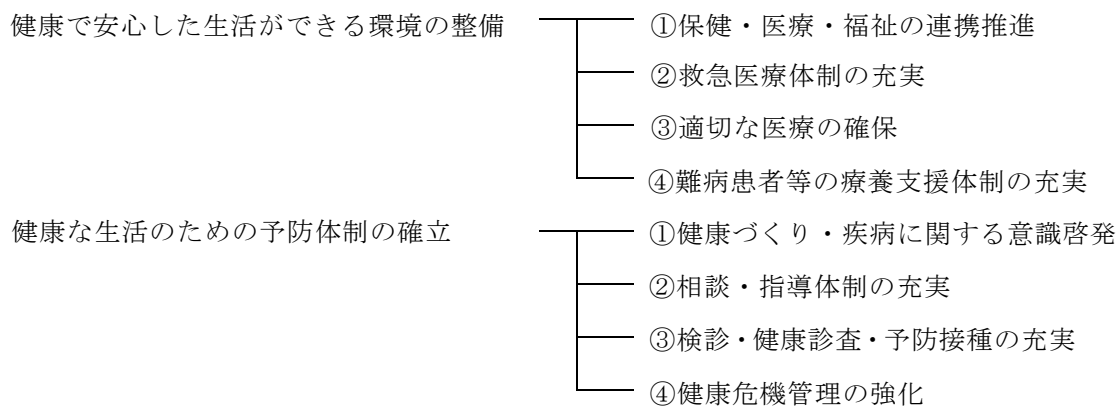 健康で安心した生活ができる環境の整備
①保健・医療・福祉の連携推進
②救急医療体制の充実
③適切な医療の確保
④難病患者等の療養支援体制の充実
健康な生活のための予防体制の確立
①健康づくり・疾病に関する意識啓発
②相談・指導体制の充実
③検診・健康診査・予防接種の充実
④健康危機管理の強化